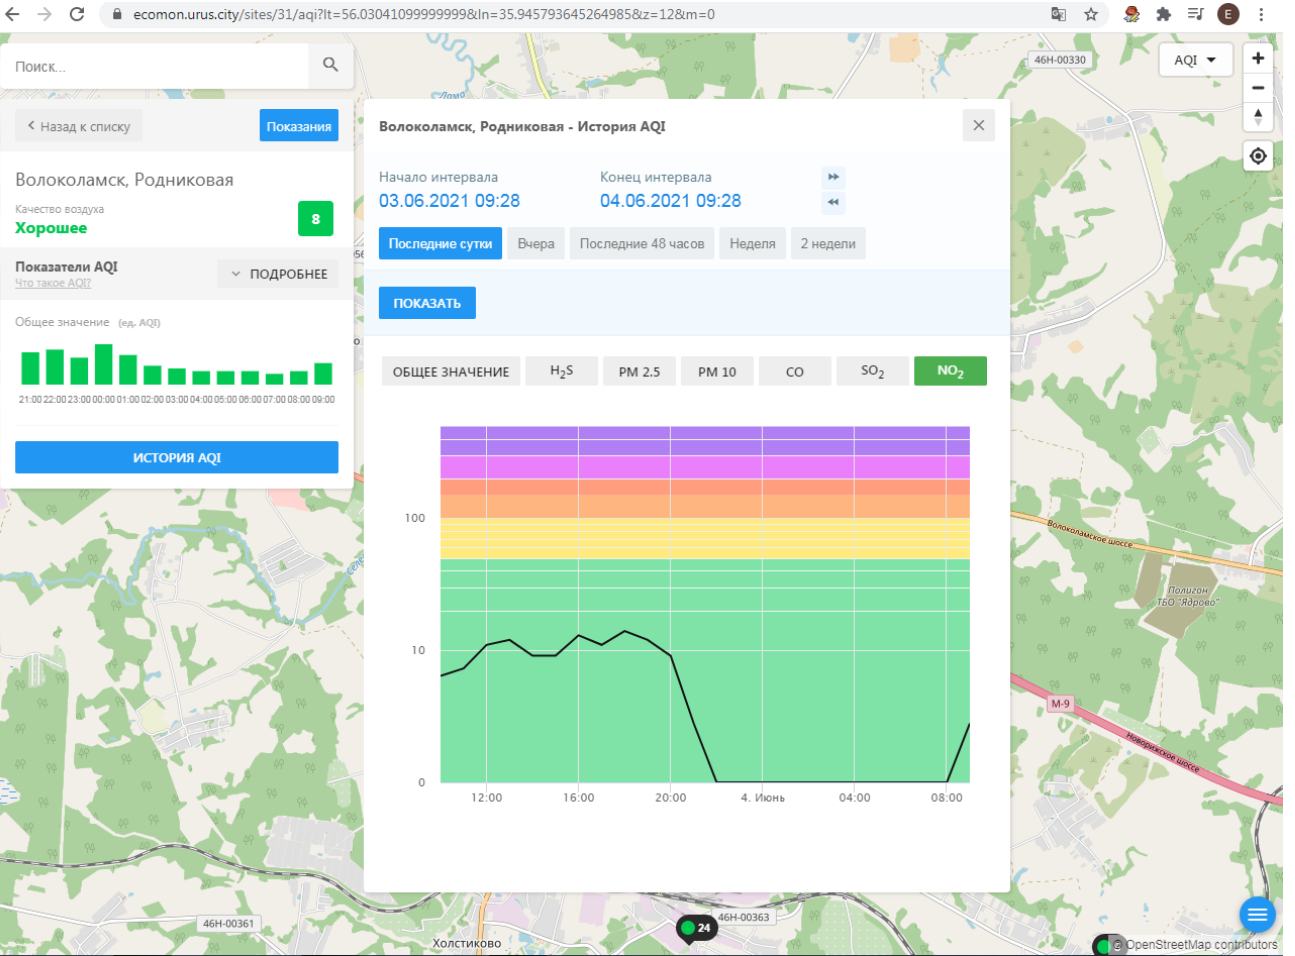 ecomon.urus.city/sites/31/aqi?lt=56.03041099999999&ln=35.945793645264985&z=12&m=0
E
Поиск...
46Н-00330
AQI
Лама
Назад к списку
Показания
Волоколамск, Родниковая
Качество воздуха
Хорошее
8
Показатели AQI
Что такое AQI?
ПОДРОБНЕЕ
Общее значение (ед. AQI)
21:00 22:00 23:00 00:00 01:00 02:00 03:00 04:00 05:00 06:00 07:00 08:00 09:00
ИСТОРИЯ AQI
Волоколамск, Родниковая - История AQI
Начало интервала
Конец интервала
03.06.2021 09:28
04.06.2021 09:28
Последние сутки
Вчера
Последние 48 часов
Неделя
2 недели
ПОКАЗАТЬ
ОБЩЕЕ ЗНАЧЕНИЕ
H₂S
PM 2.5
PM 10
CO
SO₂
NO₂
100
10
0
12:00
16:00
20:00
4. Июнь
04:00
08:00
Волоколамское шоссе
Полигон
ТБО "Ядрово"
М-9
Новорижское шоссе
46Н-00361
46Н-00363
24
Холстиково
© OpenStreetMap contributors